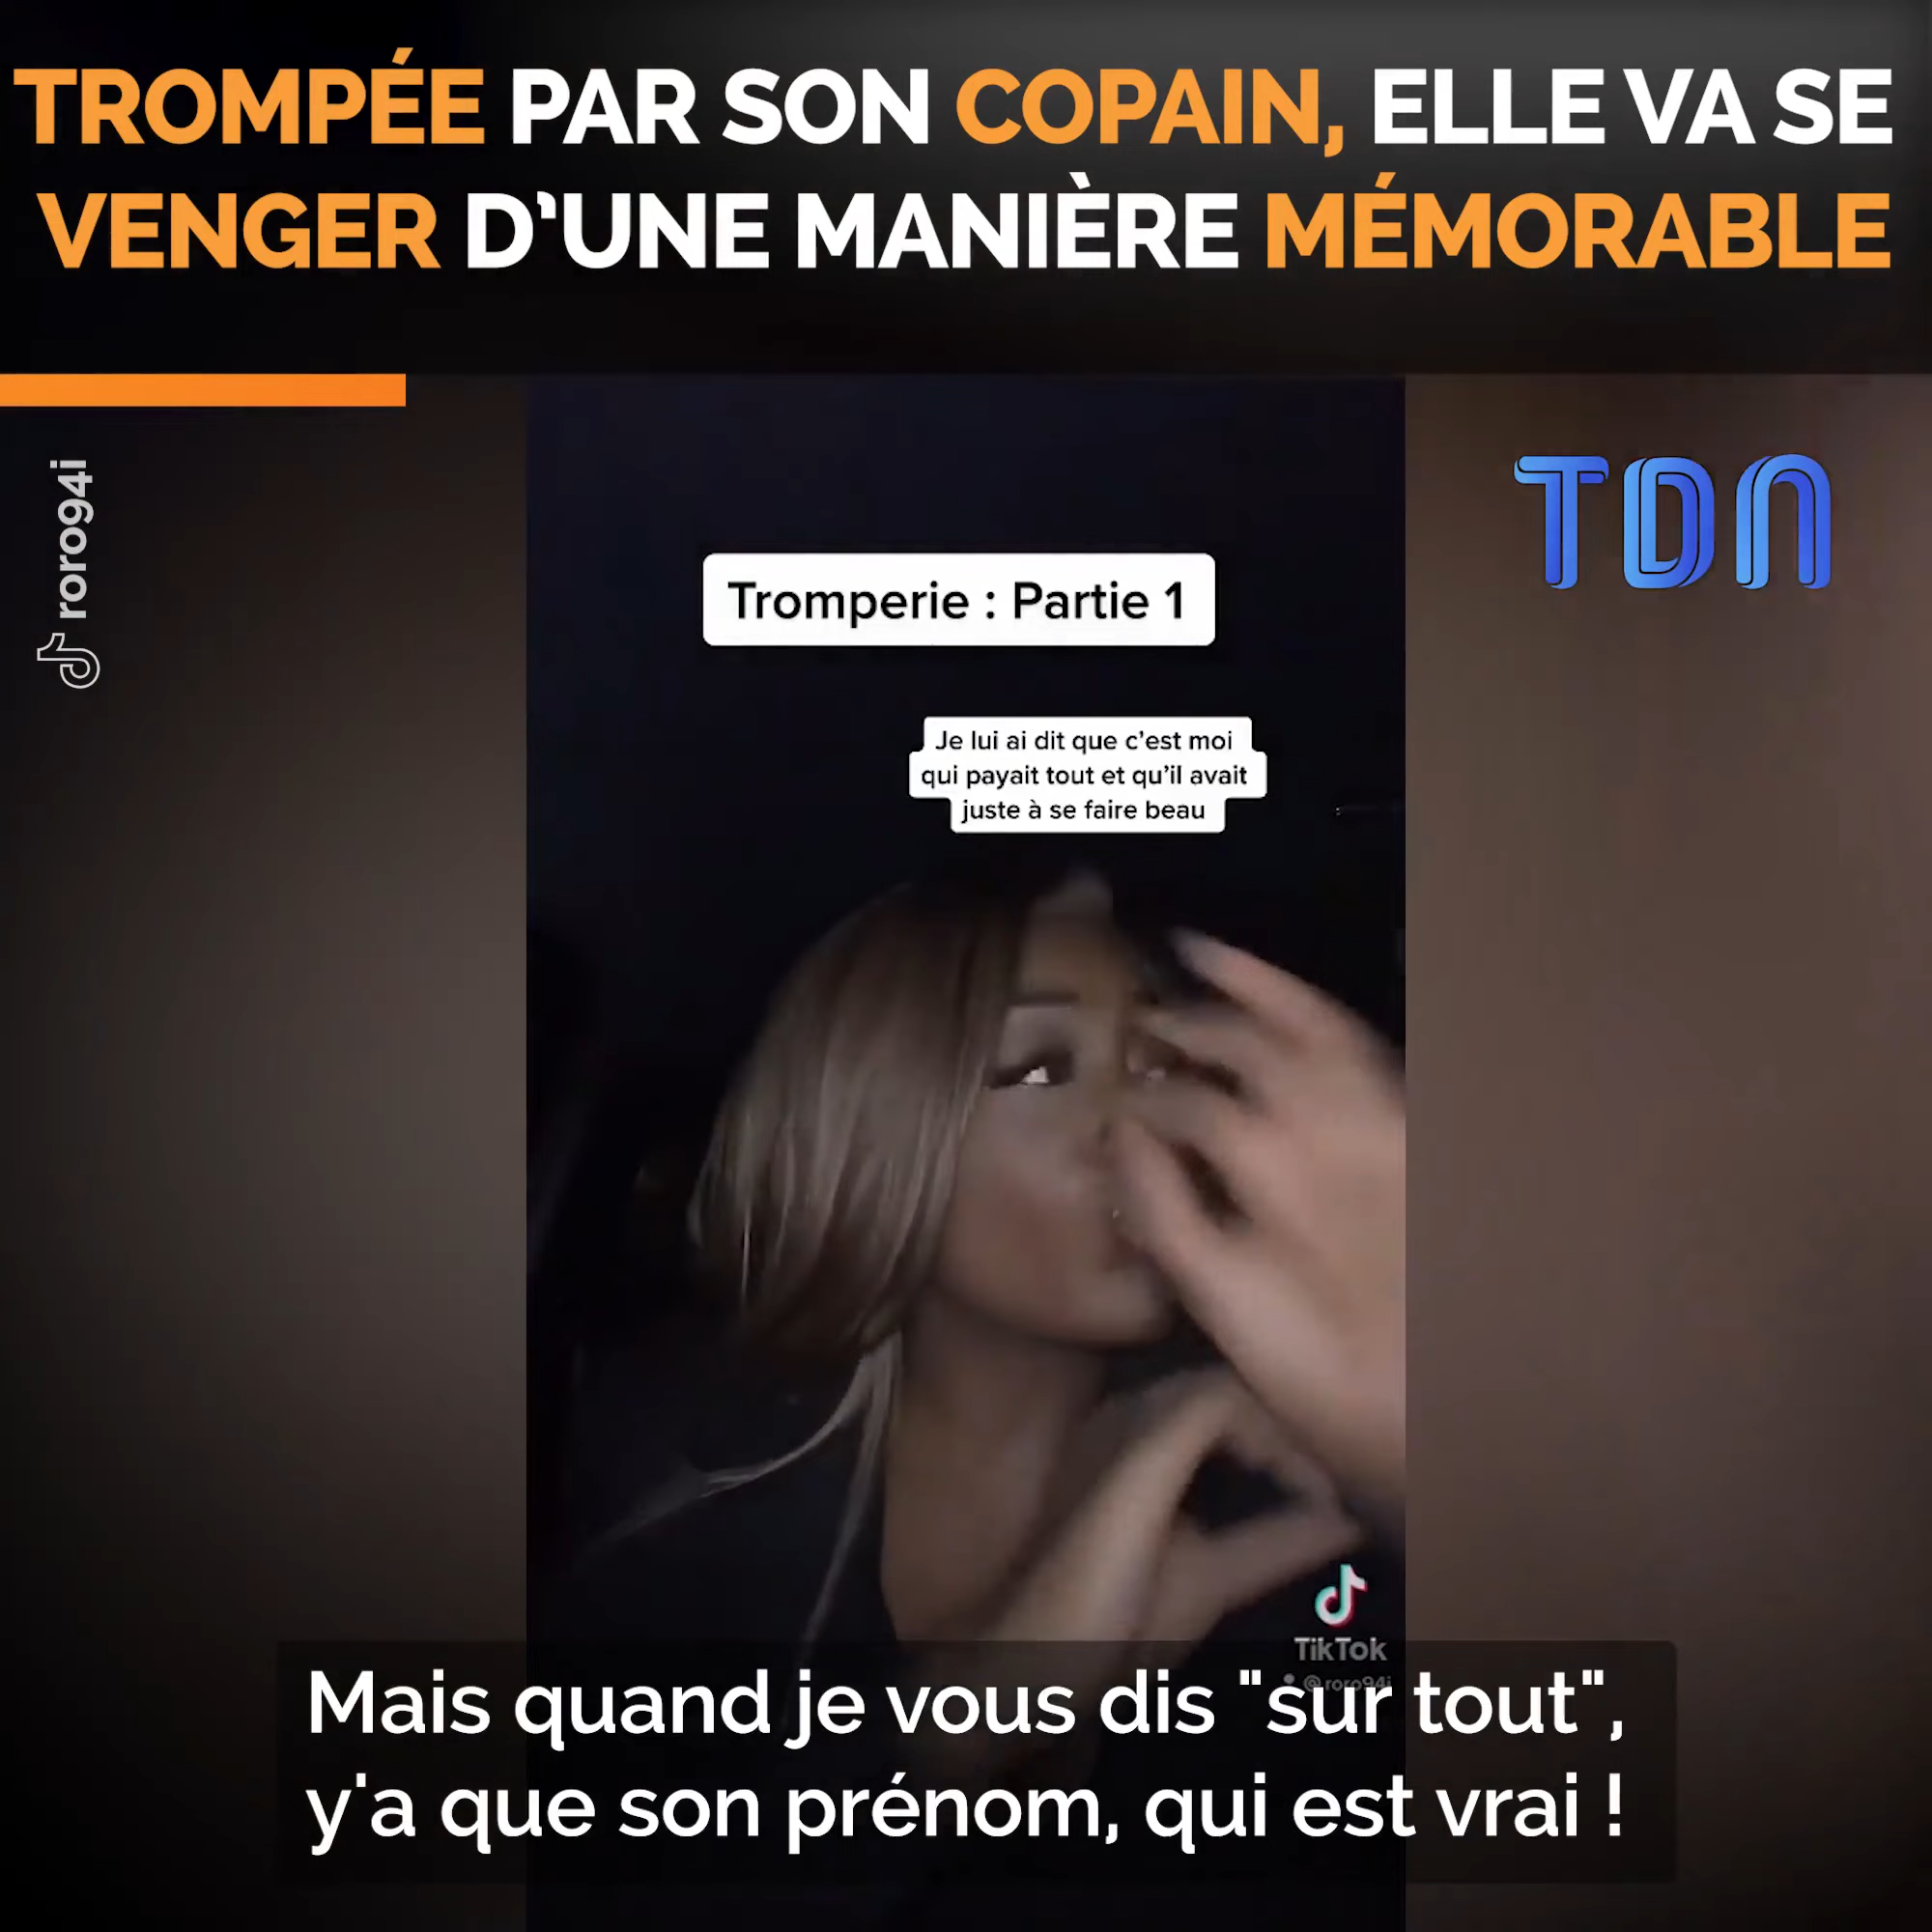 TROMPÉE PAR SON COPAIN, ELLE VA SE
VENGER D'UNE MANIÈRE MÉMORABLE
roro94i
TDN
Tromperie : Partie 1
Je lui ai dit que c’est moi
qui payait tout et qu’il avait
juste à se faire beau
TikTok
@roro94i
Mais quand je vous dis "sur tout",
y'a que son prénom, qui est vrai !